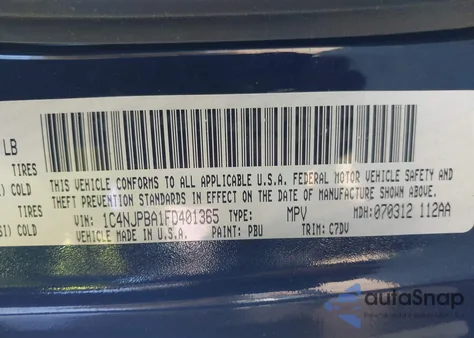 LB
TIRES
) COLD
TIRES
SI) COLD
THIS VEHICLE CONFORMS TO ALL APPLICABLE U.S.A. FEDERAL MOTOR VEHICLE SAFETY AND
THEFT PREVENTION STANDARDS IN EFFECT ON THE DATE OF MANUFACTURE SHOWN ABOVE.
VIN: 1C4NJPBA1FD401365 TYPE: MPV MDH:070312 112AA
VEHICLE MADE IN U.S.A. PAINT: PBU TRIM: C7DV
autoSnap